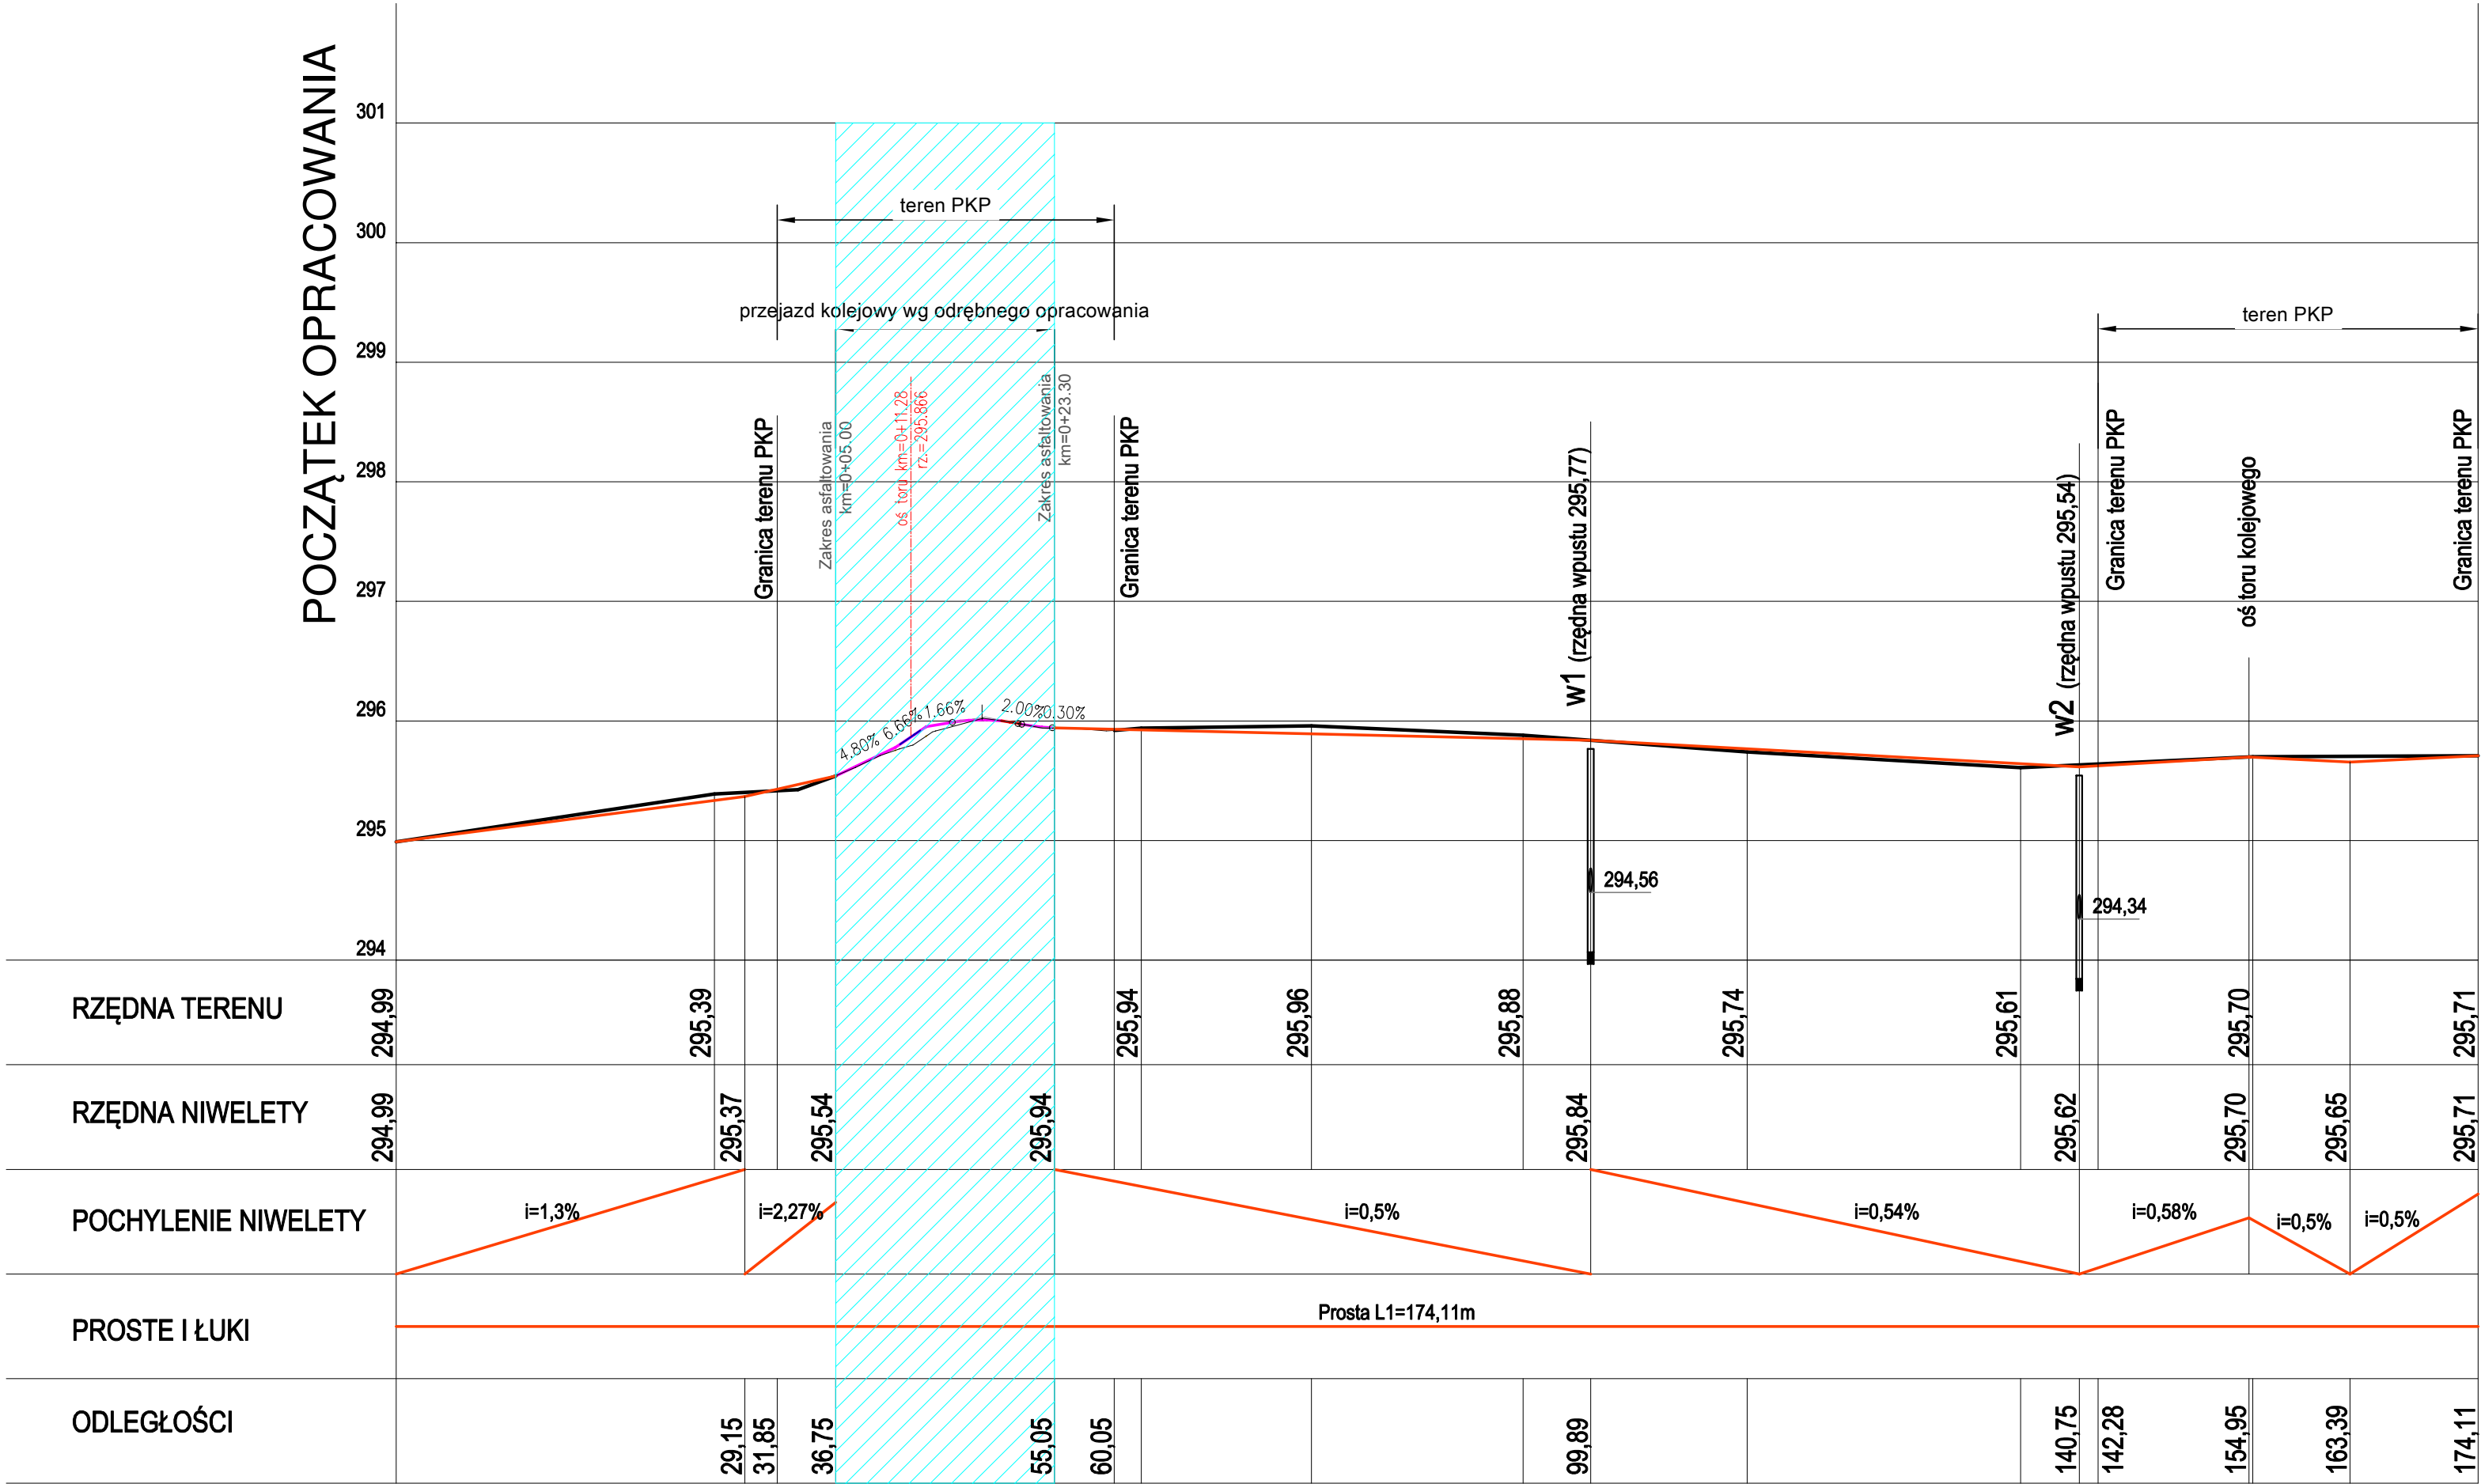 POCZĄTEK OPRACOWANIA
301
300
299
298
297
296
295
294
teren PKP
przejazd kolejowy wg odrębnego opracowania
teren PKP
Granica terenu PKP
Zakres asfaltowania
km=0+05.00
oś toru km=0+11.28
rz.=295.866
Zakres asfaltowania
km=0+23.30
Granica terenu PKP
w1 (rzędna wpustu 295,77)
w2 (rzędna wpustu 295,54)
Granica terenu PKP
oś toru kolejowego
Granica terenu PKP
4.80%
6.66%
1.66%
2.00%
0.30%
294,56
294,34
RZĘDNA TERENU
294,99
295,39
295,94
295,96
295,88
295,74
295,61
295,70
295,71
RZĘDNA NIWELETY
294,99
295,37
295,54
295,94
295,84
295,62
295,70
295,65
295,71
POCHYLENIE NIWELETY
i=1,3%
i=2,27%
i=0,5%
i=0,54%
i=0,58%
i=0,5%
i=0,5%
PROSTE I ŁUKI
Prosta L1=174,11m
ODLEGŁOŚCI
29,15
31,85
36,75
55,05
60,05
99,89
140,75
142,28
154,95
163,39
174,11